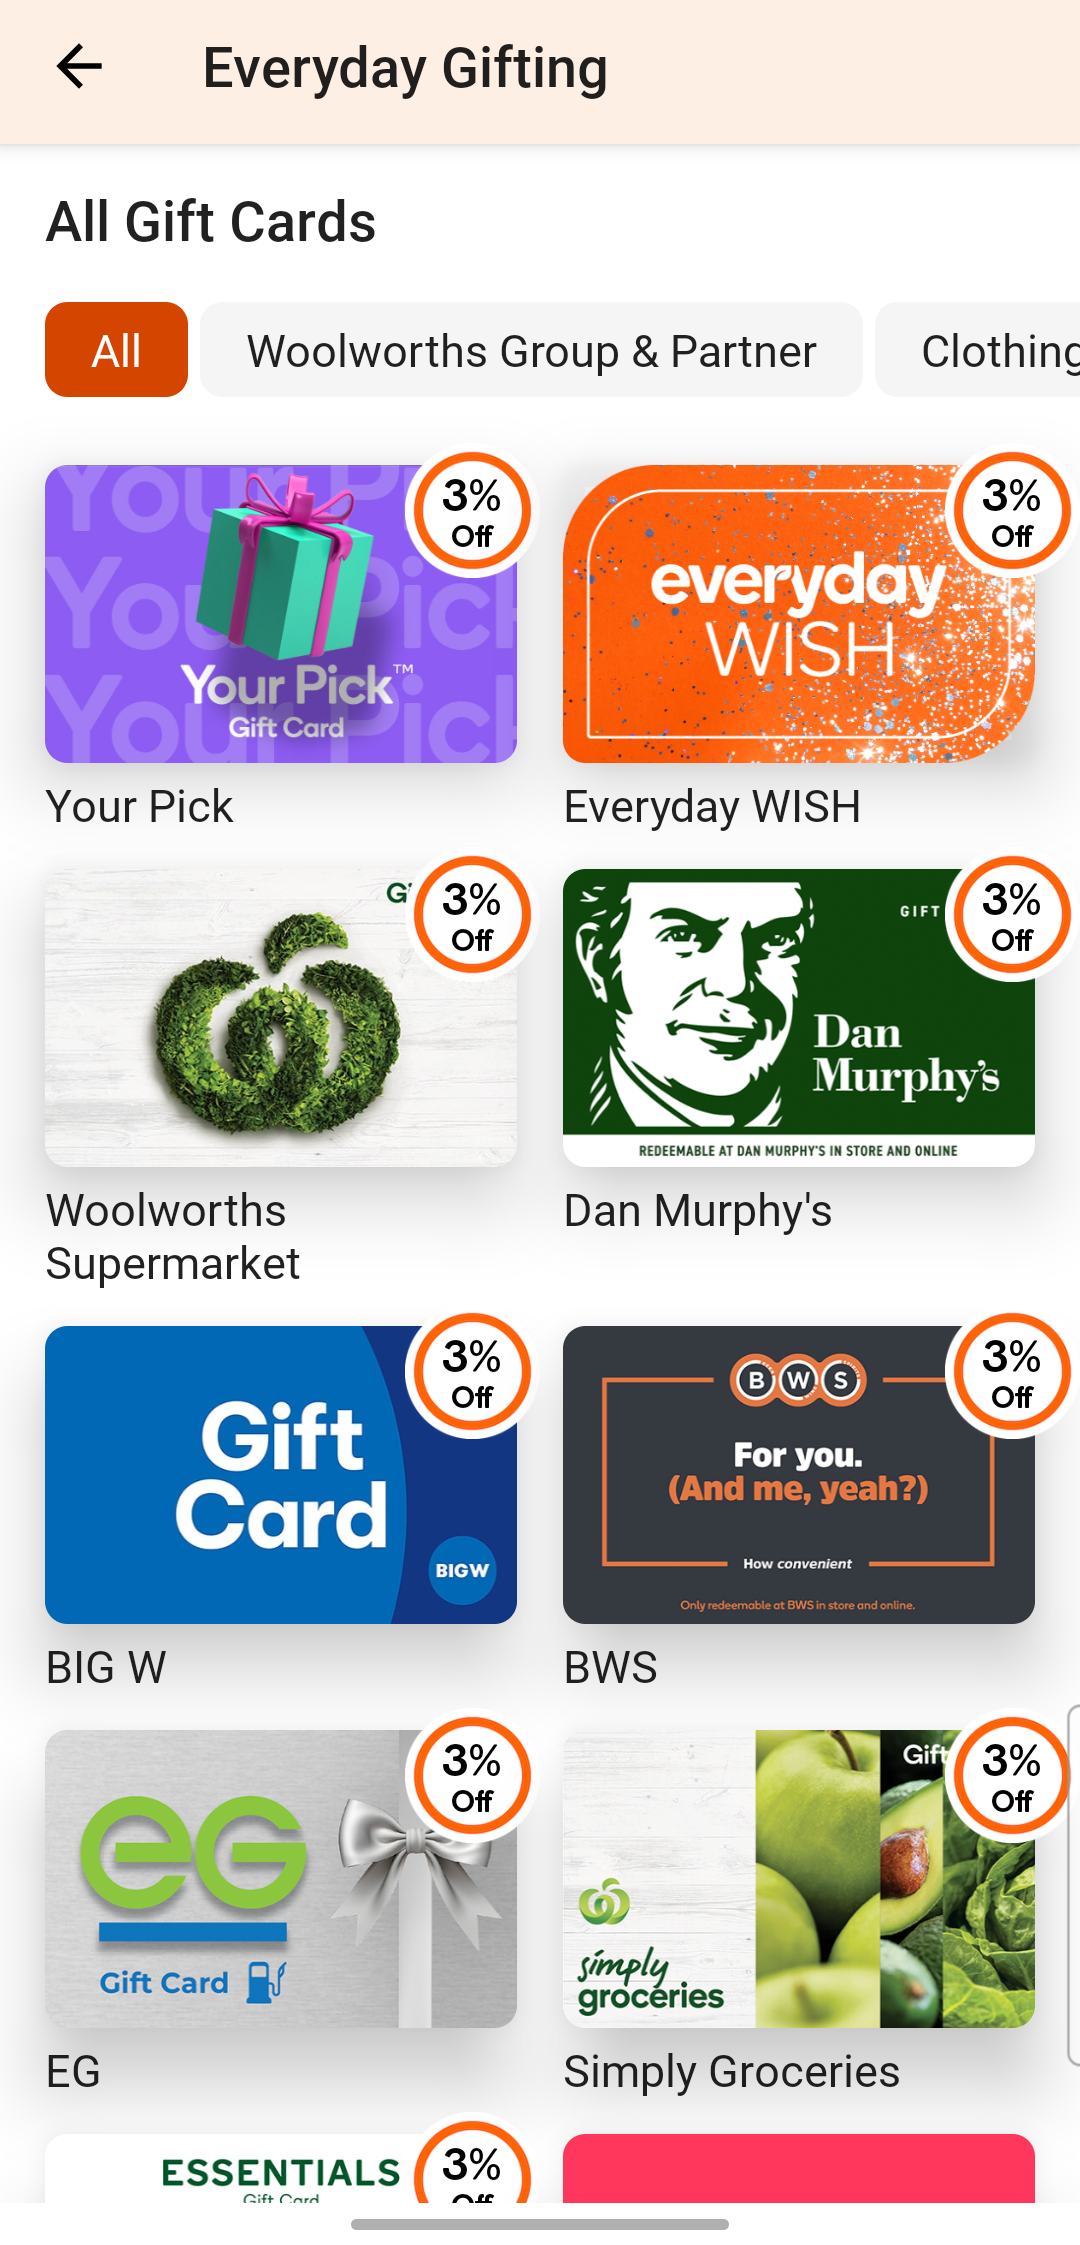 Everyday Gifting
All Gift Cards
All
Woolworths Group & Partner
Clothing
3%
Off
Your Pick™
Gift Card
Your Pick
3%
Off
everyday
WISH
Everyday WISH
3%
Off
Woolworths
Supermarket
GIFT
3%
Off
Dan
Murphy's
REDEEMABLE AT DAN MURPHY'S IN STORE AND ONLINE
Dan Murphy's
3%
Off
Gift
Card
BIGW
BIG W
3%
Off
BWS
For you.
(And me, yeah?)
How convenient
Only redeemable at BWS in store and online.
BWS
3%
Off
eG
Gift Card
EG
Gift
3%
Off
simply
groceries
Simply Groceries
ESSENTIALS
Gift Card
3%
Off